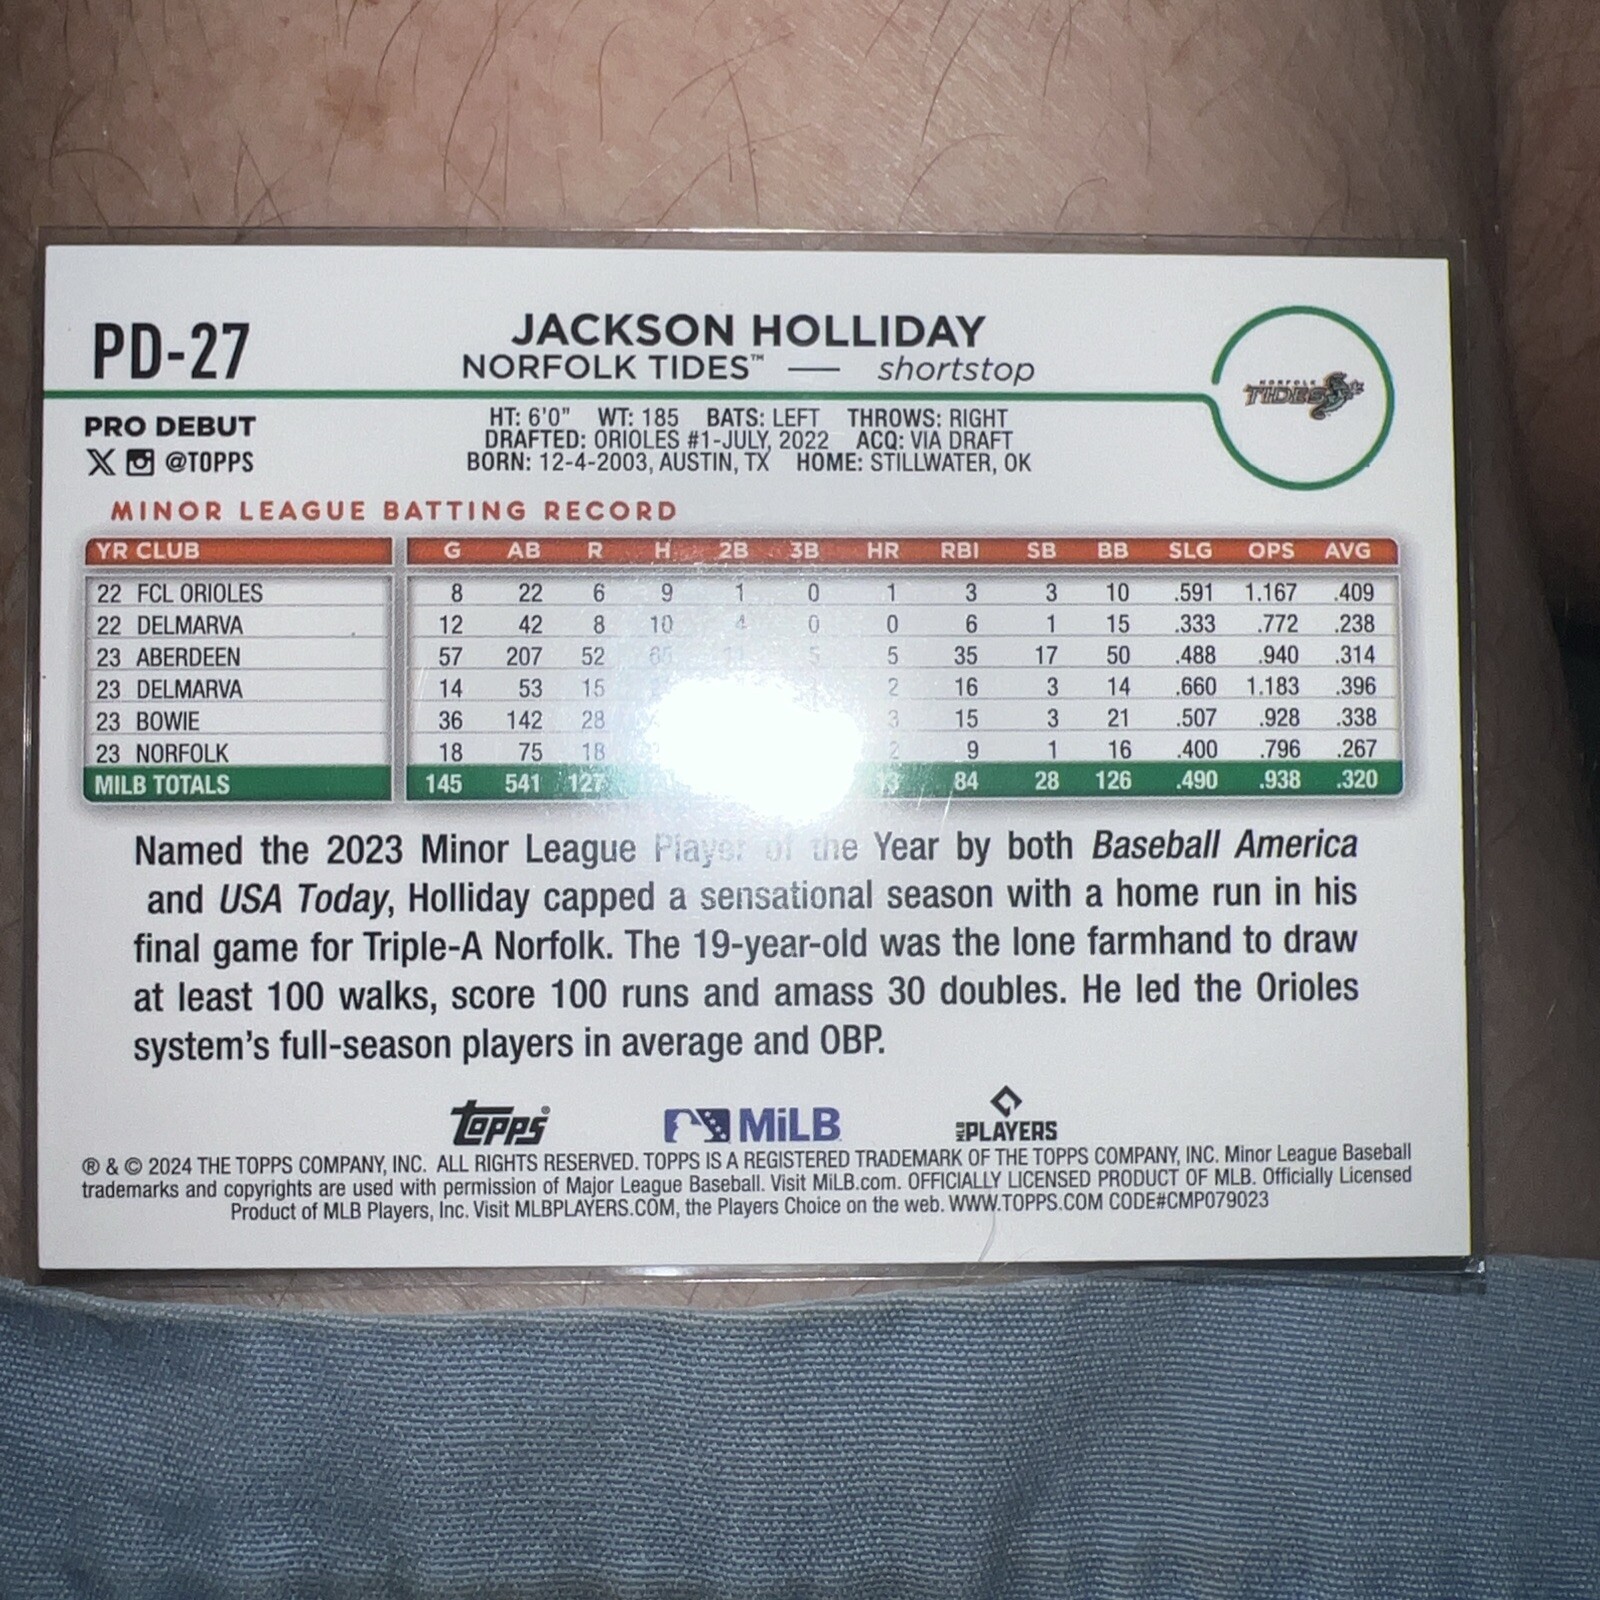 PD-27
JACKSON HOLLIDAY
NORFOLK TIDES™ — shortstop
NORFOLK
TIDES
PRO DEBUT
@TOPPS
HT: 6'0" WT: 185 BATS: LEFT THROWS: RIGHT
DRAFTED: ORIOLES #1-JULY, 2022 ACQ: VIA DRAFT
BORN: 12-4-2003, AUSTIN, TX HOME: STILLWATER, OK
MINOR LEAGUE BATTING RECORD
YR CLUB G AB R H 2B 3B HR RBI SB BB SLG OPS AVG
22 FCL ORIOLES 8 22 6 9 1 0 1 3 3 10 .591 1.167 .409
22 DELMARVA 12 42 8 10 4 0 0 6 1 15 .333 .772 .238
23 ABERDEEN 57 207 52 5 5 35 17 50 .488 .940 .314
23 DELMARVA 14 53 15 2 16 3 14 .660 1.183 .396
23 BOWIE 36 142 28 3 15 3 21 .507 .928 .338
23 NORFOLK 18 75 18 2 9 1 16 .400 .796 .267
MILB TOTALS 145 541 127 13 84 28 126 .490 .938 .320
Named the 2023 Minor League Player of the Year by both Baseball America
and USA Today, Holliday capped a sensational season with a home run in his
final game for Triple-A Norfolk. The 19-year-old was the lone farmhand to draw
at least 100 walks, score 100 runs and amass 30 doubles. He led the Orioles
system's full-season players in average and OBP.
Topps® MiLB MLB PLAYERS
® & © 2024 THE TOPPS COMPANY, INC. ALL RIGHTS RESERVED. TOPPS IS A REGISTERED TRADEMARK OF THE TOPPS COMPANY, INC. Minor League Baseball
trademarks and copyrights are used with permission of Major League Baseball. Visit MiLB.com. OFFICIALLY LICENSED PRODUCT OF MLB. Officially Licensed
Product of MLB Players, Inc. Visit MLBPLAYERS.COM, the Players Choice on the web. WWW.TOPPS.COM CODE#CMP079023